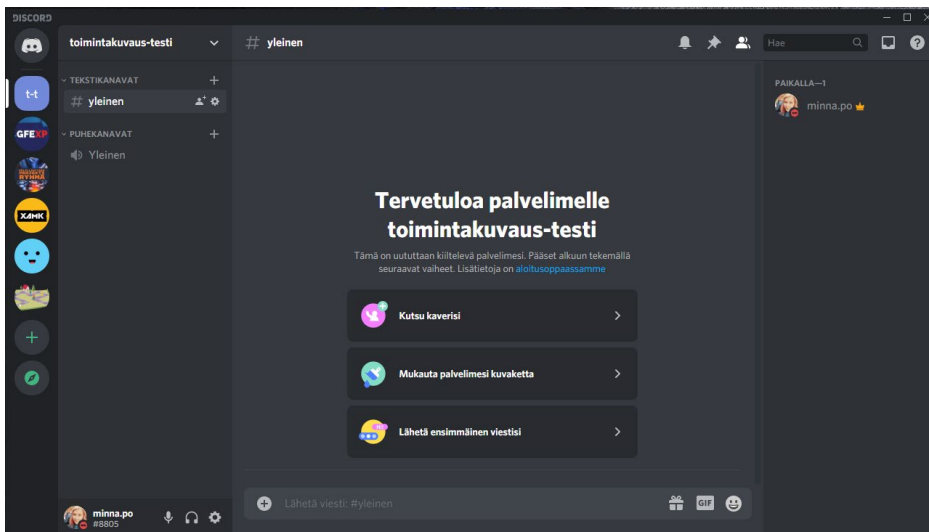 DISCORD
toimintakuvaus-testi
# yleinen
Hae
t-t
TEKSTIKANAVAT
# yleinen
GFEXP
PUHEKANAVAT
Yleinen
RYHMÄ
XAMK
PAIKALLA—1
minna.po
Tervetuloa palvelimelle
toimintakuvaus-testi
Tämä on uututtaan kiiltelevä palvelimesi. Pääset alkuun tekemällä
seuraavat vaiheet. Lisätietoja on aloitusoppaassamme
Kutsu kaverisi
Mukauta palvelimesi kuvaketta
Lähetä ensimmäinen viestisi
minna.po
#8805
Lähetä viesti: #yleinen
GIF